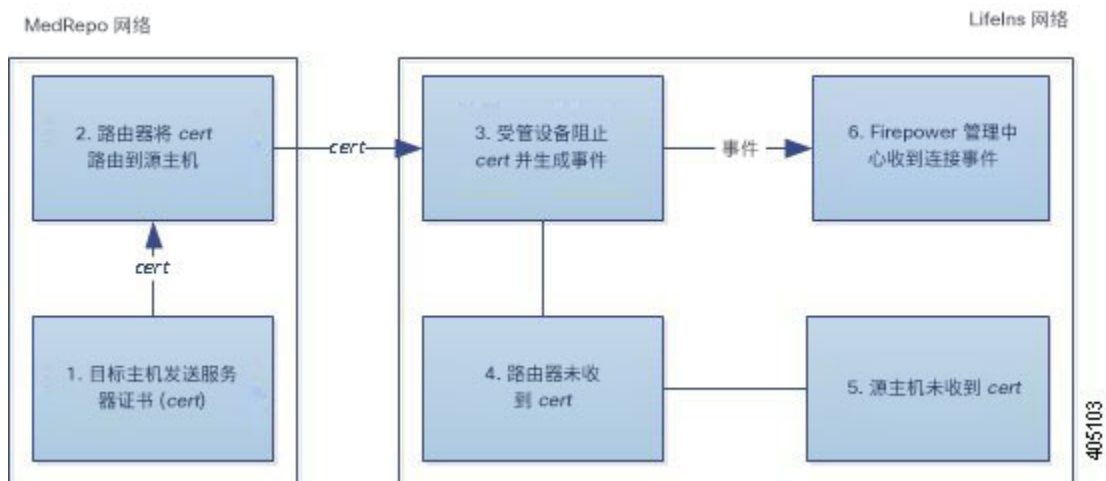 MedRepo 网络
LifeIns 网络
2. 路由器将 cert
路由到源主机
cert
3. 受管设备阻止
cert 并生成事件
事件
6. Firepower 管理中
心收到连接事件
cert
1. 目标主机发送服务
器证书 (cert)
4. 路由器未收
到 cert
5. 源主机未收到 cert
405103